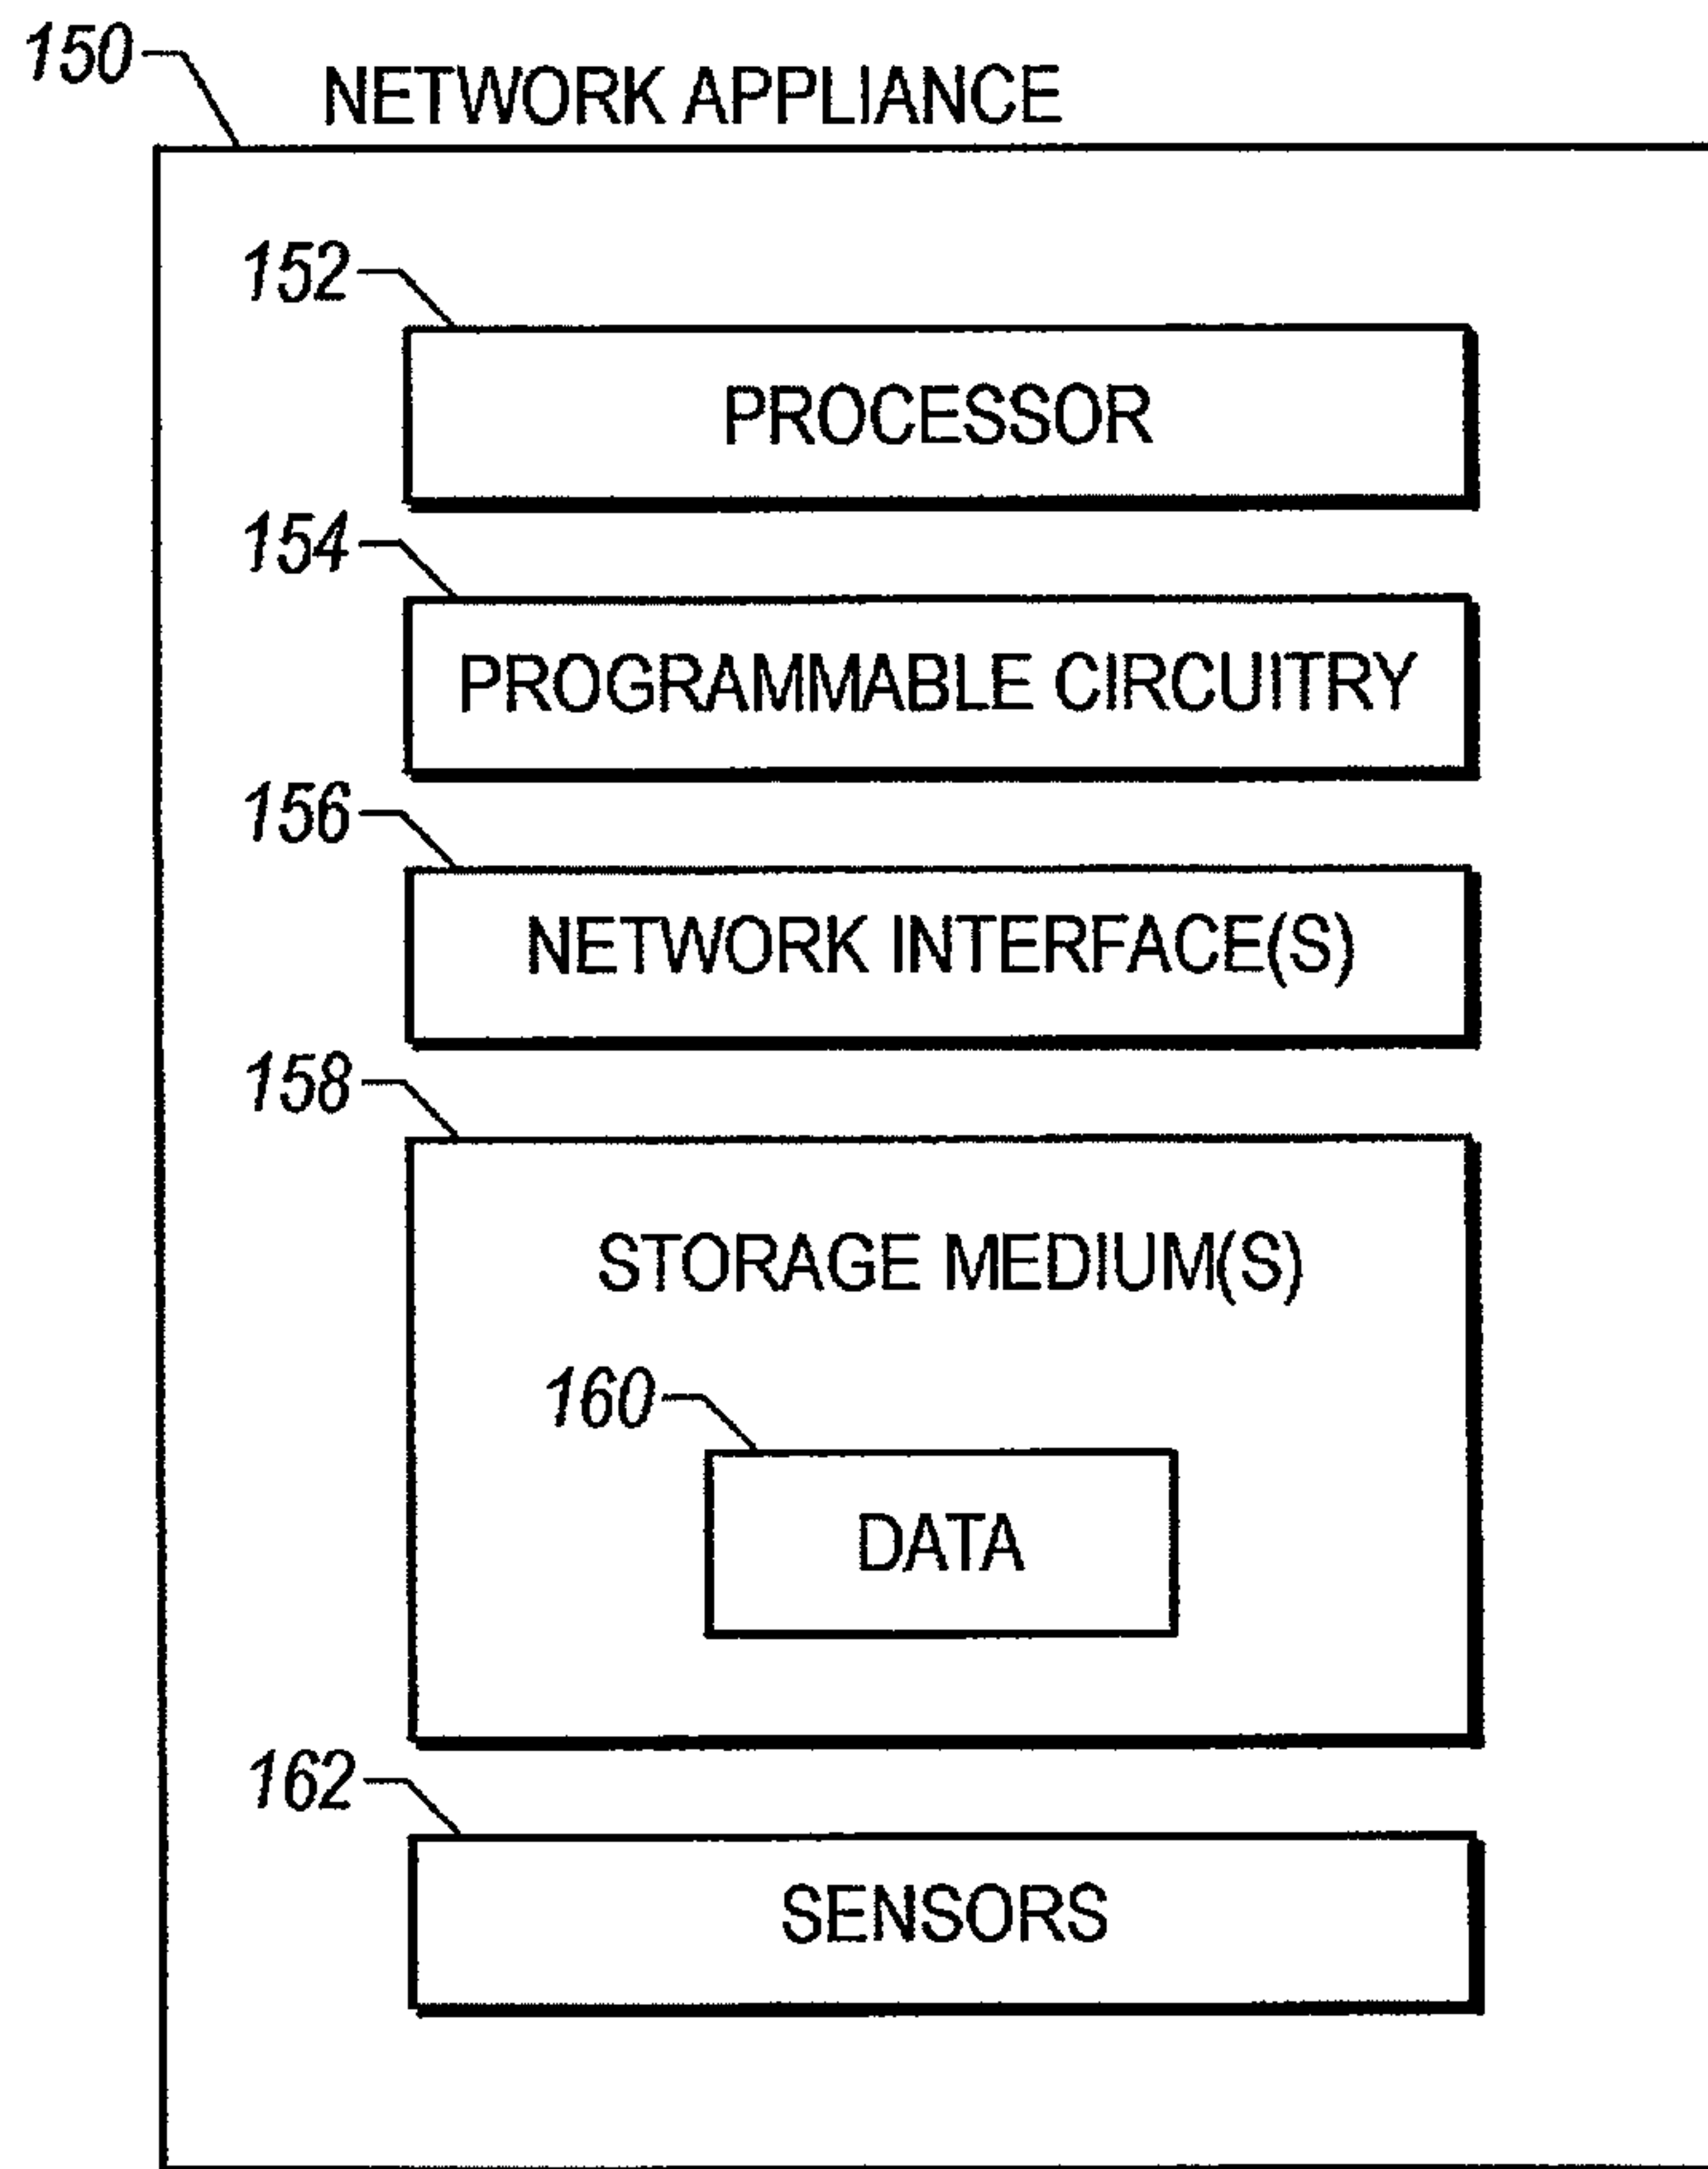 150
NETWORK APPLIANCE
152
PROCESSOR
154
PROGRAMMABLE CIRCUITRY
156
NETWORK INTERFACE(S)
158
STORAGE MEDIUM(S)
160
DATA
162
SENSORS